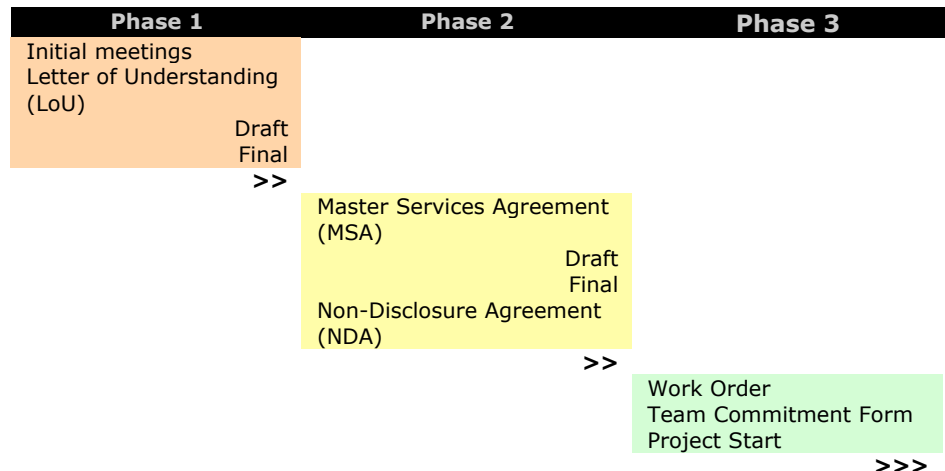 Phase 1 Phase 2 Phase 3
Initial meetings
Letter of Understanding
(LoU)
Draft
Final
>>
Master Services Agreement
(MSA)
Draft
Final
Non-Disclosure Agreement
(NDA)
>>
Work Order
Team Commitment Form
Project Start
>>>